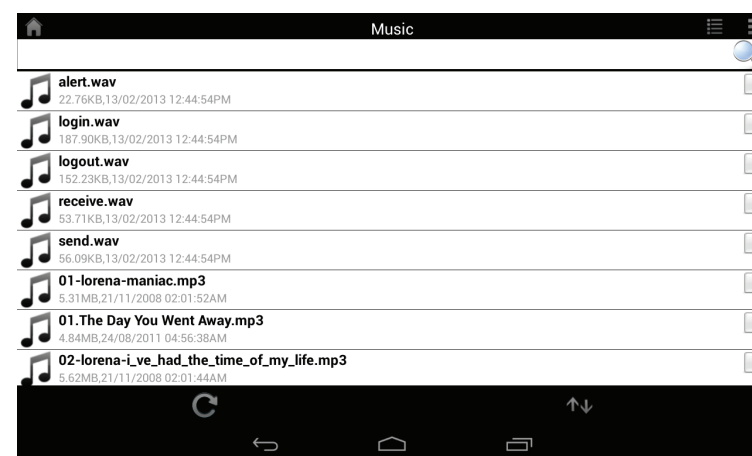 Music
alert.wav
22.76KB,13/02/2013 12:44:54PM
login.wav
187.90KB,13/02/2013 12:44:54PM
logout.wav
152.23KB,13/02/2013 12:44:54PM
receive.wav
53.71KB,13/02/2013 12:44:54PM
send.wav
56.09KB,13/02/2013 12:44:54PM
01-lorena-maniac.mp3
5.31MB,21/11/2008 02:01:52AM
01.The Day You Went Away.mp3
4.84MB,24/08/2011 04:56:38AM
02-lorena-i_ve_had_the_time_of_my_life.mp3
5.62MB,21/11/2008 02:01:44AM